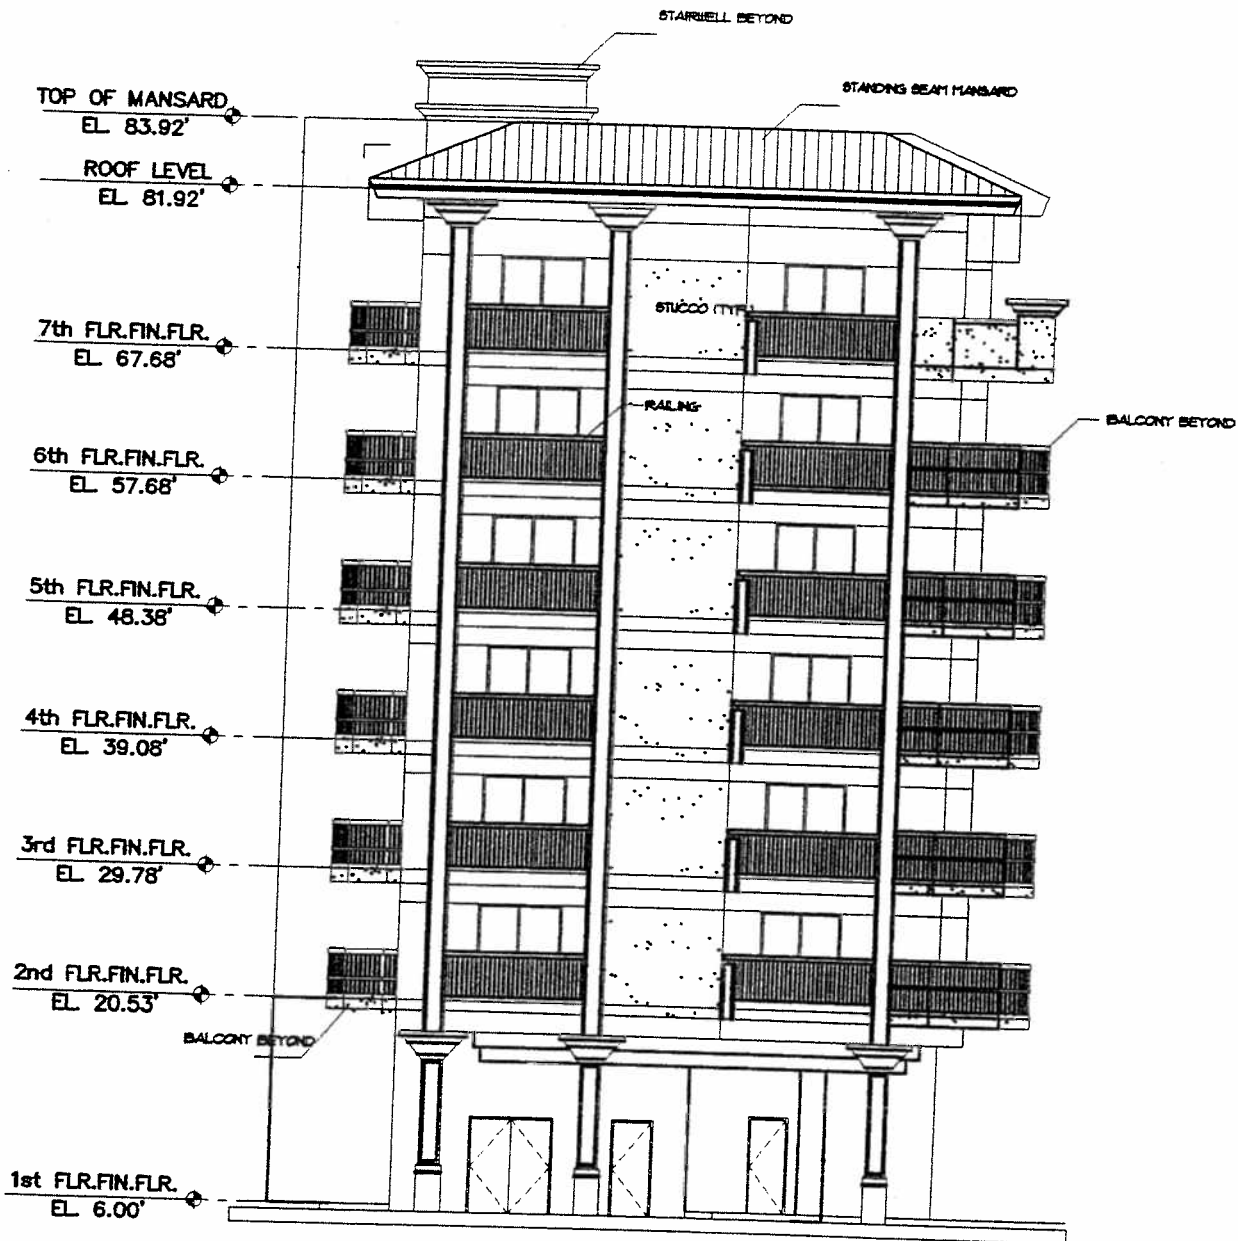 STAIRWELL BEYOND
STANDING SEAM MANSARD
TOP OF MANSARD
EL. 83.92'
ROOF LEVEL
EL. 81.92'
STUCCO (TYP.)
7th FLR.FIN.FLR.
EL. 67.68'
RAILING
BALCONY BEYOND
6th FLR.FIN.FLR.
EL. 57.68'
5th FLR.FIN.FLR.
EL. 48.38'
4th FLR.FIN.FLR.
EL. 39.08'
3rd FLR.FIN.FLR.
EL. 29.78'
2nd FLR.FIN.FLR.
EL. 20.53'
BALCONY BEYOND
1st FLR.FIN.FLR.
EL. 6.00'